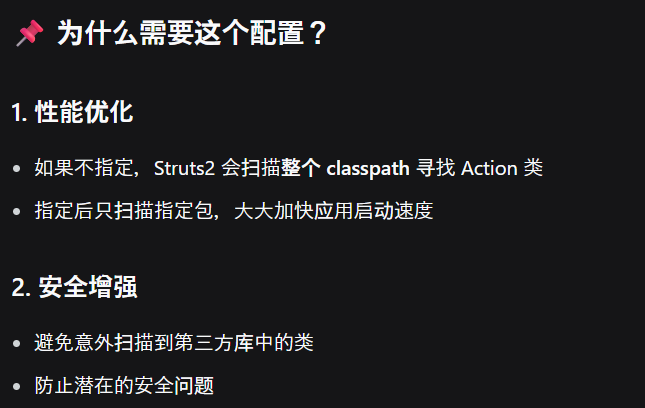 📌 为什么需要这个配置？
1. 性能优化
• 如果不指定，Struts2 会扫描整个 classpath 寻找 Action 类
• 指定后只扫描指定包，大大加快应用启动速度
2. 安全增强
• 避免意外扫描到第三方库中的类
• 防止潜在的安全问题